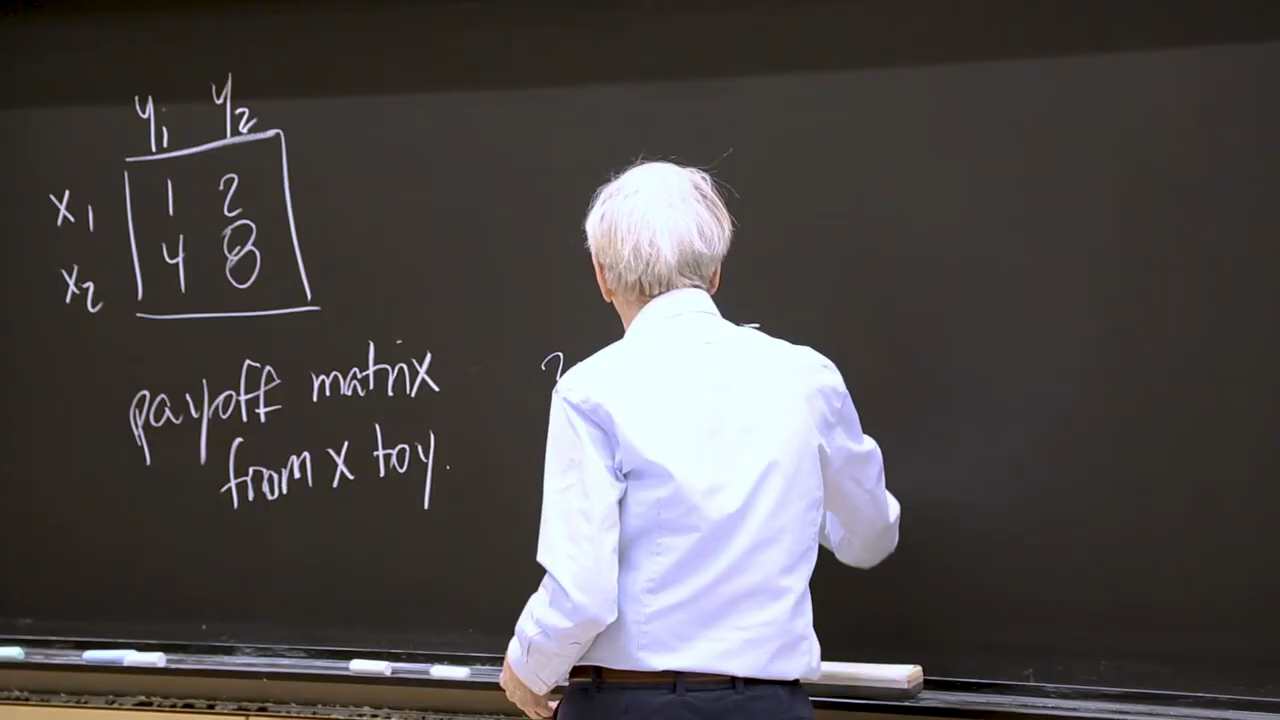 y1 y2
x1 1 2
x2 4 8
payoff matrix
from x to y.